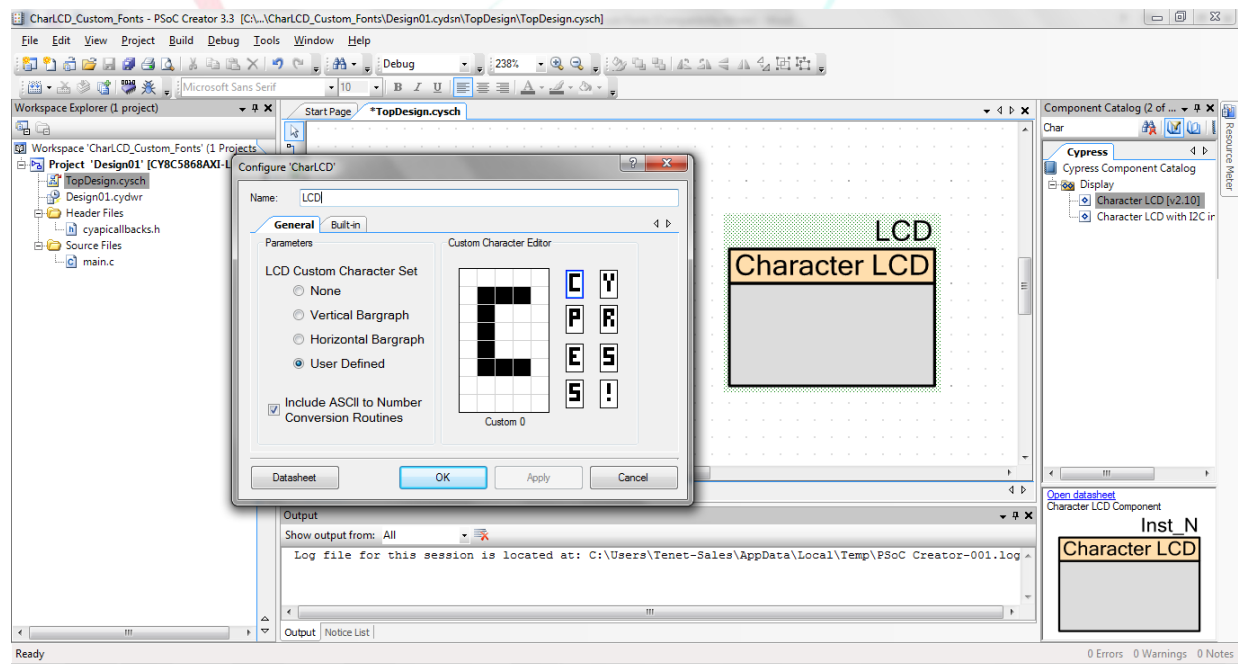 CharLCD_Custom_Fonts - PSoC Creator 3.3 [C:\...\CharLCD_Custom_Fonts\Design01.cydsn\TopDesign\TopDesign.cysch]
File Edit View Project Build Debug Tools Window Help
Debug 238%
Microsoft Sans Serif 10 B I U A
Workspace Explorer (1 project)
Workspace 'CharLCD_Custom_Fonts' (1 Projects
Project 'Design01' [CY8C5868AXI-L
TopDesign.cysch
Design01.cydwr
Header Files
cyapicallbacks.h
Source Files
main.c
Start Page *TopDesign.cysch
Configure 'CharLCD'
Name: LCD
General Built-in
Parameters
LCD Custom Character Set
None
Vertical Bargraph
Horizontal Bargraph
User Defined
Include ASCII to Number
Conversion Routines
Custom Character Editor
C Y
P R
E S
S !
Custom 0
Datasheet OK Apply Cancel
LCD
Character LCD
Output
Show output from: All
Log file for this session is located at: C:\Users\Tenet-Sales\AppData\Local\Temp\PSoC Creator-001.log
Output Notice List
Component Catalog (2 of ...
Char
Cypress
Cypress Component Catalog
Display
Character LCD [v2.10]
Character LCD with I2C in
Resource Meter
Open datasheet
Character LCD Component
Inst_N
Character LCD
Ready
0 Errors 0 Warnings 0 Notes